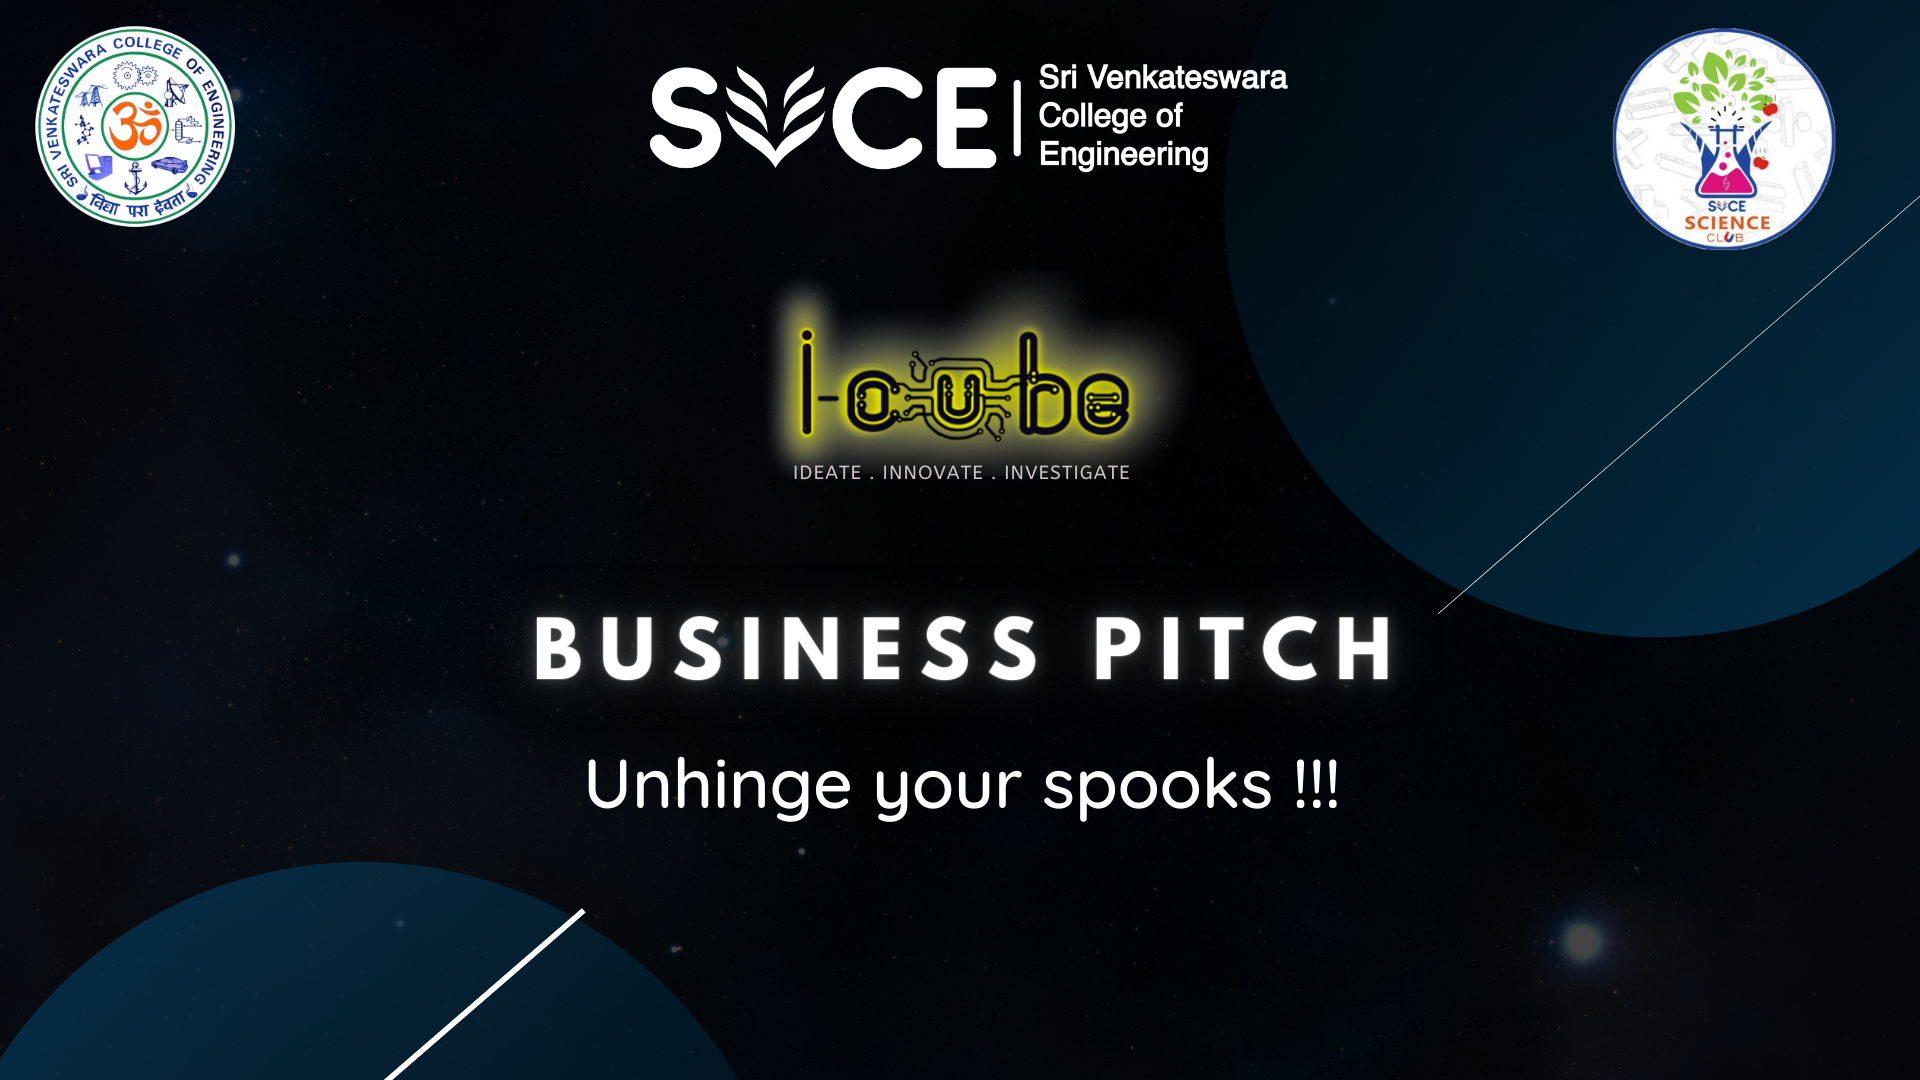 SRI VENKATESWARA COLLEGE OF ENGINEERING
विद्या परा देवता
SVCE
Sri Venkateswara
College of
Engineering
SVCE
SCIENCE
CLUB
i-cube
IDEATE . INNOVATE . INVESTIGATE
BUSINESS PITCH
Unhinge your spooks !!!